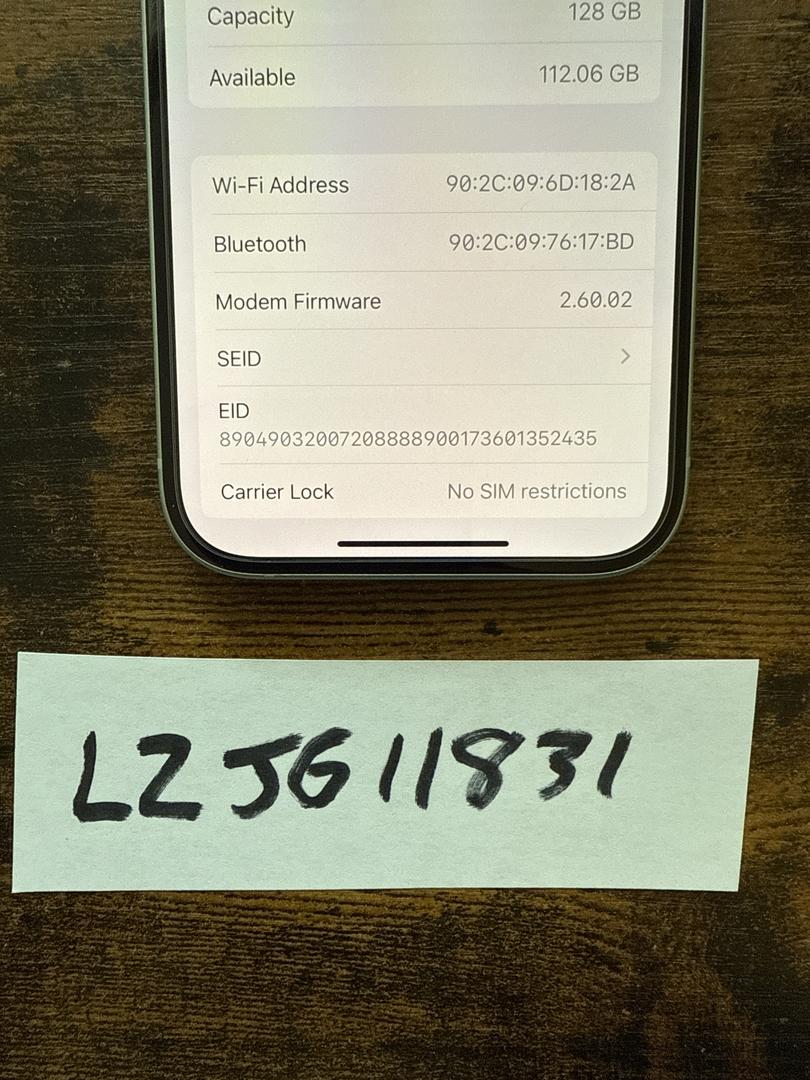 Capacity 128 GB
Available 112.06 GB
Wi-Fi Address 90:2C:09:6D:18:2A
Bluetooth 90:2C:09:76:17:BD
Modem Firmware 2.60.02
SEID
EID
89049032007208888900173601352435
Carrier Lock No SIM restrictions
LZJG11831